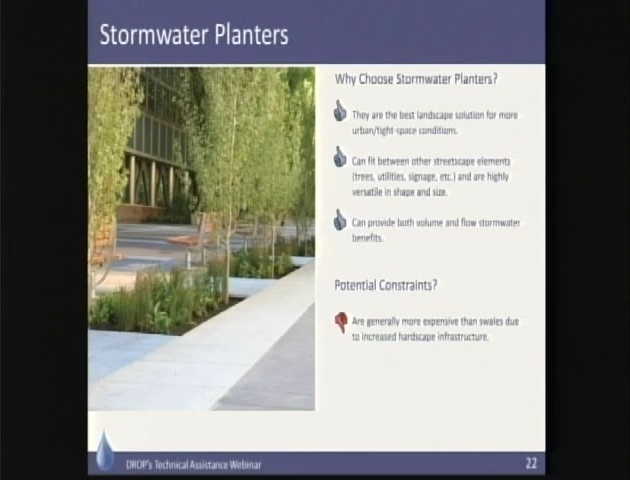 Stormwater Planters
Why Choose Stormwater Planters?
They are the best landscape solution for more
urban/tight-space conditions.
Can fit between other streetscape elements
(trees, utilities, signage, etc.) and are highly
versatile in shape and size.
Can provide both volume and flow stormwater
benefits.
Potential Constraints?
Are generally more expensive than swales due
to increased hardscape infrastructure.
DROP's Technical Assistance Webinar
22